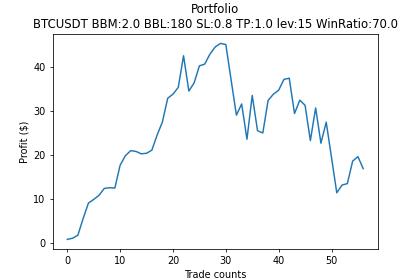 Portfolio
BTCUSDT BBM:2.0 BBL:180 SL:0.8 TP:1.0 lev:15 WinRatio:70.0
40
30
20
10
0
Profit ($)
0 10 20 30 40 50
Trade counts